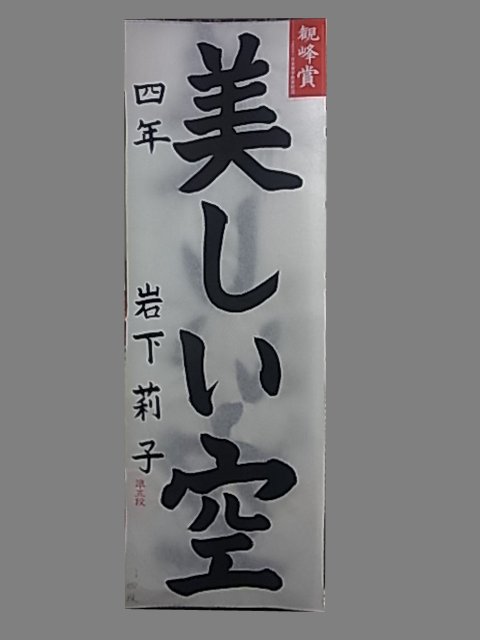 観峰賞
美しい空
四年 岩下莉子
準五段